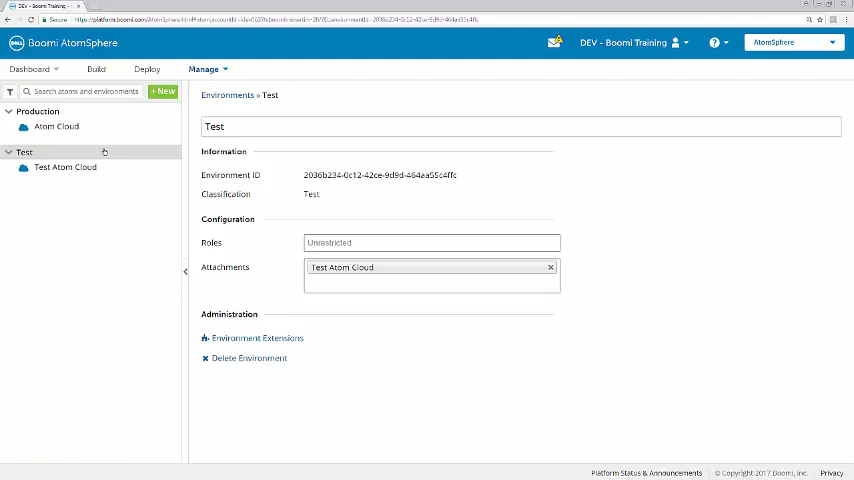 DEV - Boomi Training
Secure
DELL Boomi AtomSphere
DEV - Boomi Training
AtomSphere
Dashboard
Build
Deploy
Manage
Search atoms and environments
+ New
Production
Atom Cloud
Test
Test Atom Cloud
Environments » Test
Test
Information
Environment ID 2036b234-0c12-42ce-9d9d-464aa55c4ffc
Classification Test
Configuration
Roles Unrestricted
Attachments Test Atom Cloud
Administration
Environment Extensions
Delete Environment
Platform Status & Announcements © Copyright 2017 Boomi, Inc. Privacy